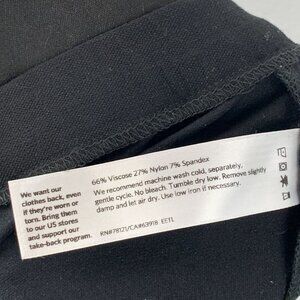 We want our
clothes back, even
if they're worn or
torn. Bring them
to our US stores
and support our
take-back program.
66% Viscose 27% Nylon 7% Spandex
We recommend machine wash cold, separately,
gentle cycle. No bleach. Tumble dry low. Remove slightly
damp and let air dry. Use low iron if necessary.
RN#78121/CA#63918 EETL